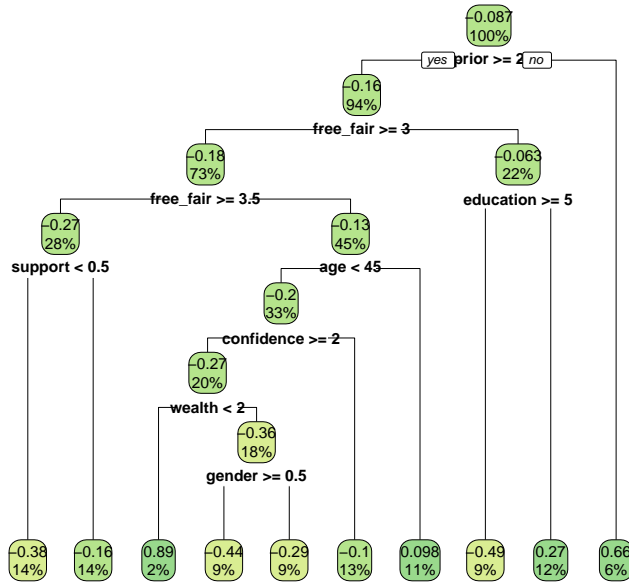 −0.087
100%
yes prior >= 2 no
−0.16
94%
free_fair >= 3
−0.18 −0.063
73% 22%
free_fair >= 3.5 education >= 5
−0.27 −0.13
28% 45%
support < 0.5 age < 45
−0.2
33%
confidence >= 2
−0.27
20%
wealth < 2
−0.36
18%
gender >= 0.5
−0.38 −0.16 0.89 −0.44 −0.29 −0.1 0.098 −0.49 0.27 0.66
14% 14% 2% 9% 9% 13% 11% 9% 12% 6%